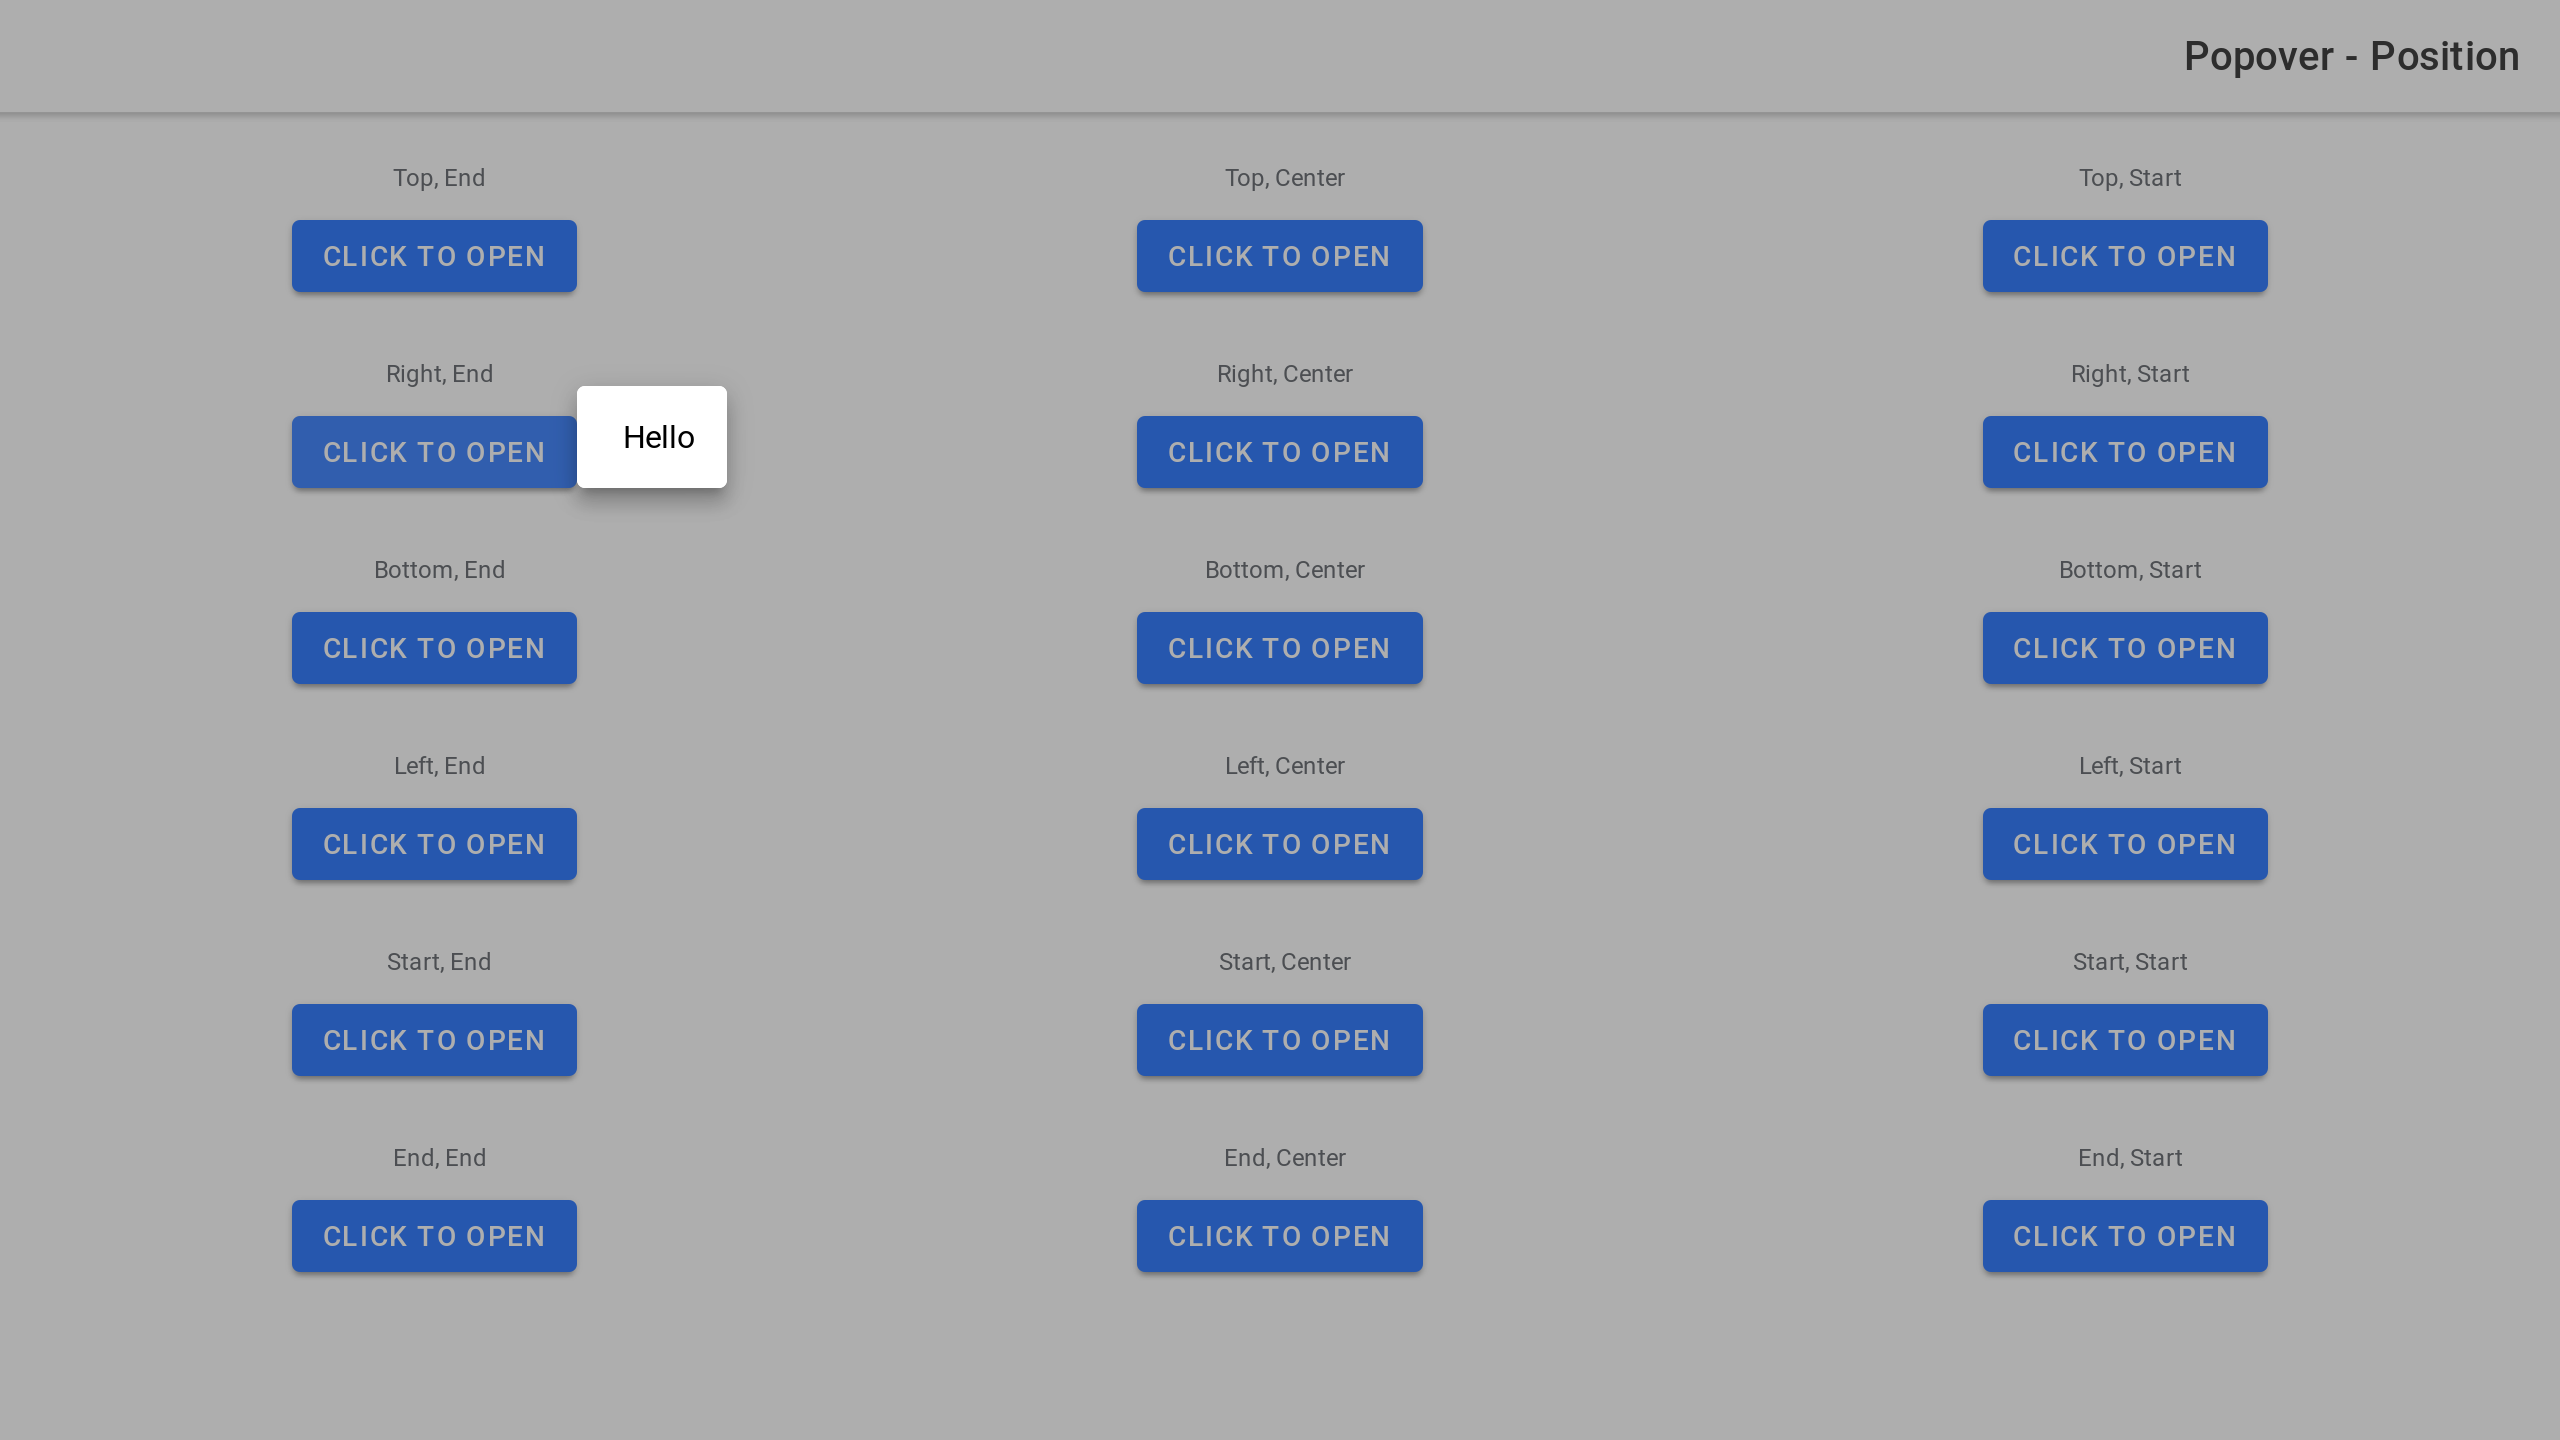 Popover - Position
Top, End
Top, Center
Top, Start
CLICK TO OPEN
CLICK TO OPEN
CLICK TO OPEN
Right, End
Right, Center
Right, Start
CLICK TO OPEN
Hello
CLICK TO OPEN
CLICK TO OPEN
Bottom, End
Bottom, Center
Bottom, Start
CLICK TO OPEN
CLICK TO OPEN
CLICK TO OPEN
Left, End
Left, Center
Left, Start
CLICK TO OPEN
CLICK TO OPEN
CLICK TO OPEN
Start, End
Start, Center
Start, Start
CLICK TO OPEN
CLICK TO OPEN
CLICK TO OPEN
End, End
End, Center
End, Start
CLICK TO OPEN
CLICK TO OPEN
CLICK TO OPEN